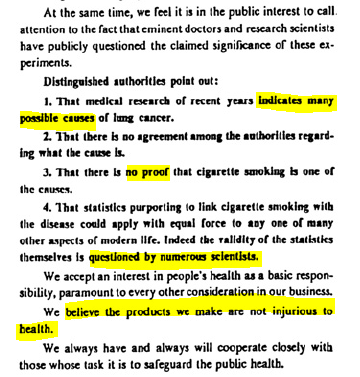 At the same time, we feel it is in the public interest to call
attention to the fact that eminent doctors and research scientists
have publicly questioned the claimed significance of these ex-
periments.
Distinguished authorities point out:
1. That medical research of recent years indicates many
possible causes of lung cancer.
2. That there is no agreement among the authorities regard-
ing what the cause is.
3. That there is no proof that cigarette smoking is one of
the causes.
4. That statistics purporting to link cigarette smoking with
the disease could apply with equal force to any one of many
other aspects of modern life. Indeed the validity of the statistics
themselves is questioned by numerous scientists.
We accept an interest in people's health as a basic respon-
sibility, paramount to every other consideration in our business.
We believe the products we make are not injurious to
health.
We always have and always will cooperate closely with
those whose task it is to safeguard the public health.